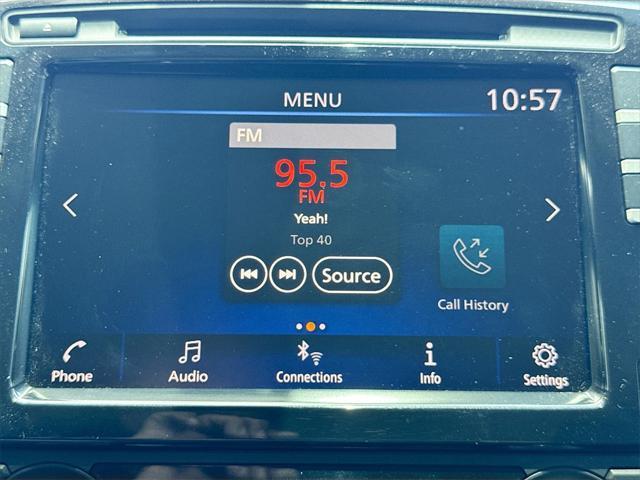 MENU 10:57
FM
95.5
FM
Yeah!
Top 40
Source
Call History
Phone Audio Connections Info Settings